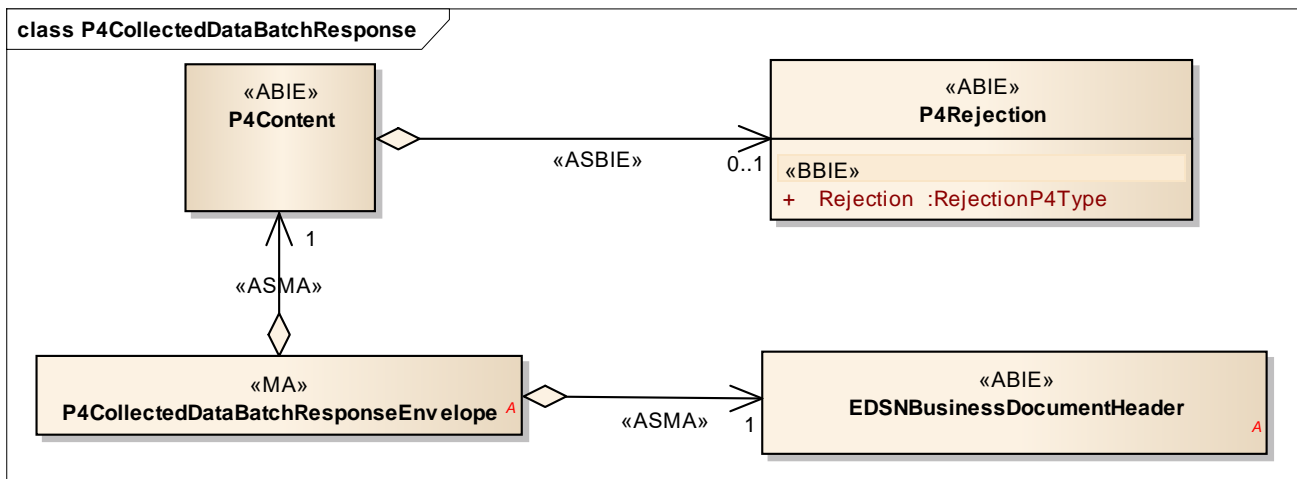 class P4CollectedDataBatchResponse
«ABIE»
P4Content
«ABIE»
P4Rejection
«BBIE»
+ Rejection :RejectionP4Type
«ASBIE»
0..1
1
«ASMA»
«MA»
P4CollectedDataBatchResponseEnvelope
A
«ASMA»
1
«ABIE»
EDSNBusinessDocumentHeader
A